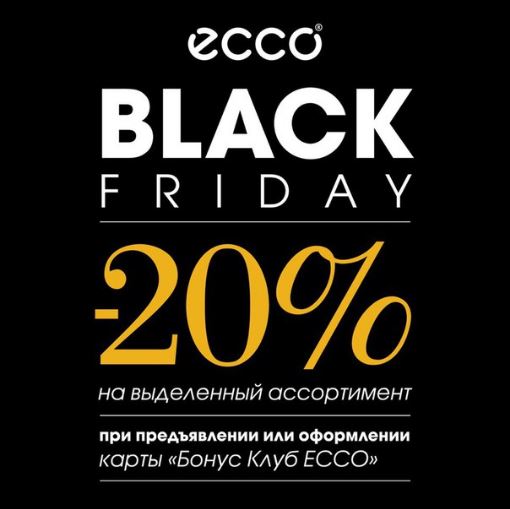 ecco®
BLACK
FRIDAY
-20%
на выделенный ассортимент
при предъявлении или оформлении
карты «Бонус Клуб ECCO»